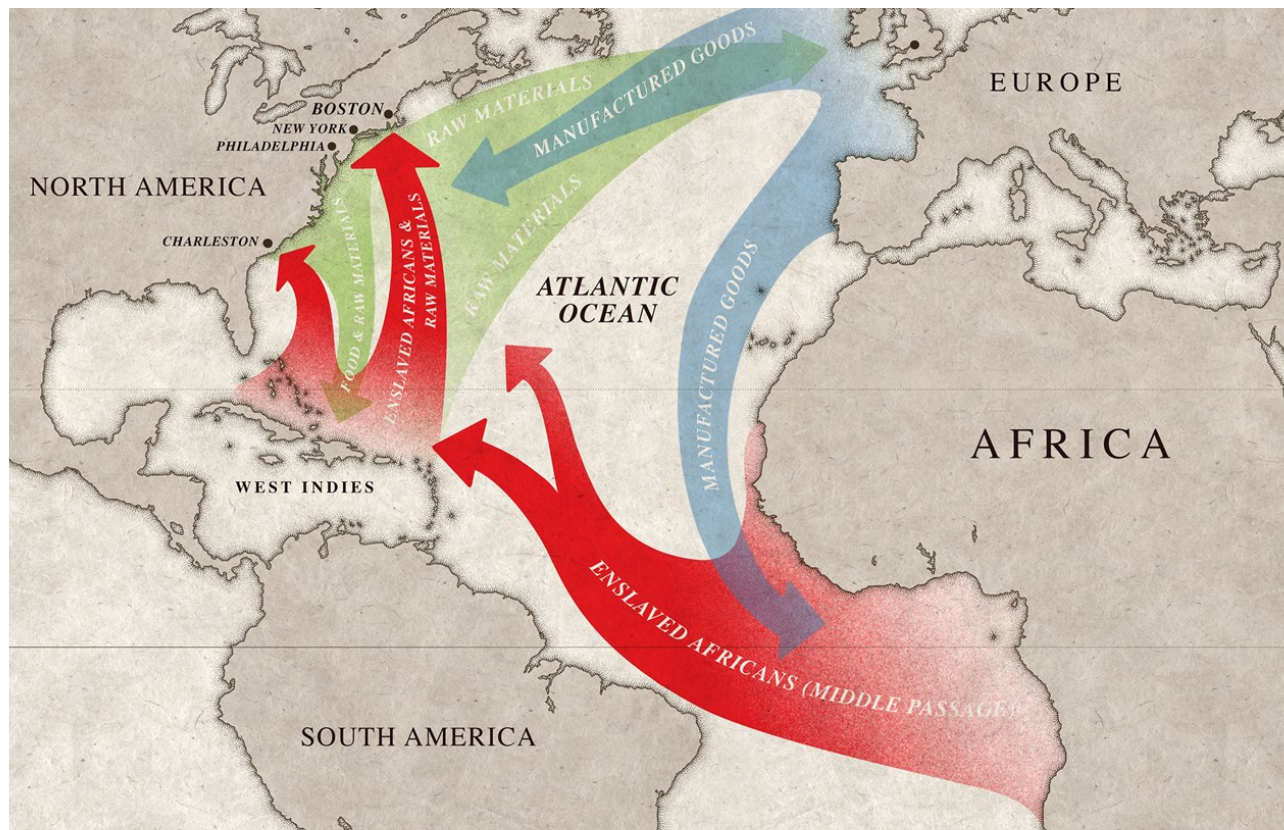 RAW MATERIALS
MANUFACTURED GOODS
EUROPE
BOSTON
NEW YORK
PHILADELPHIA
NORTH AMERICA
CHARLESTON
FOOD & RAW MATERIALS
ENSLAVED AFRICANS &
RAW MATERIALS
RAW MATERIALS
ATLANTIC
OCEAN
MANUFACTURED GOODS
AFRICA
WEST INDIES
ENSLAVED AFRICANS (MIDDLE PASSAGE)
SOUTH AMERICA